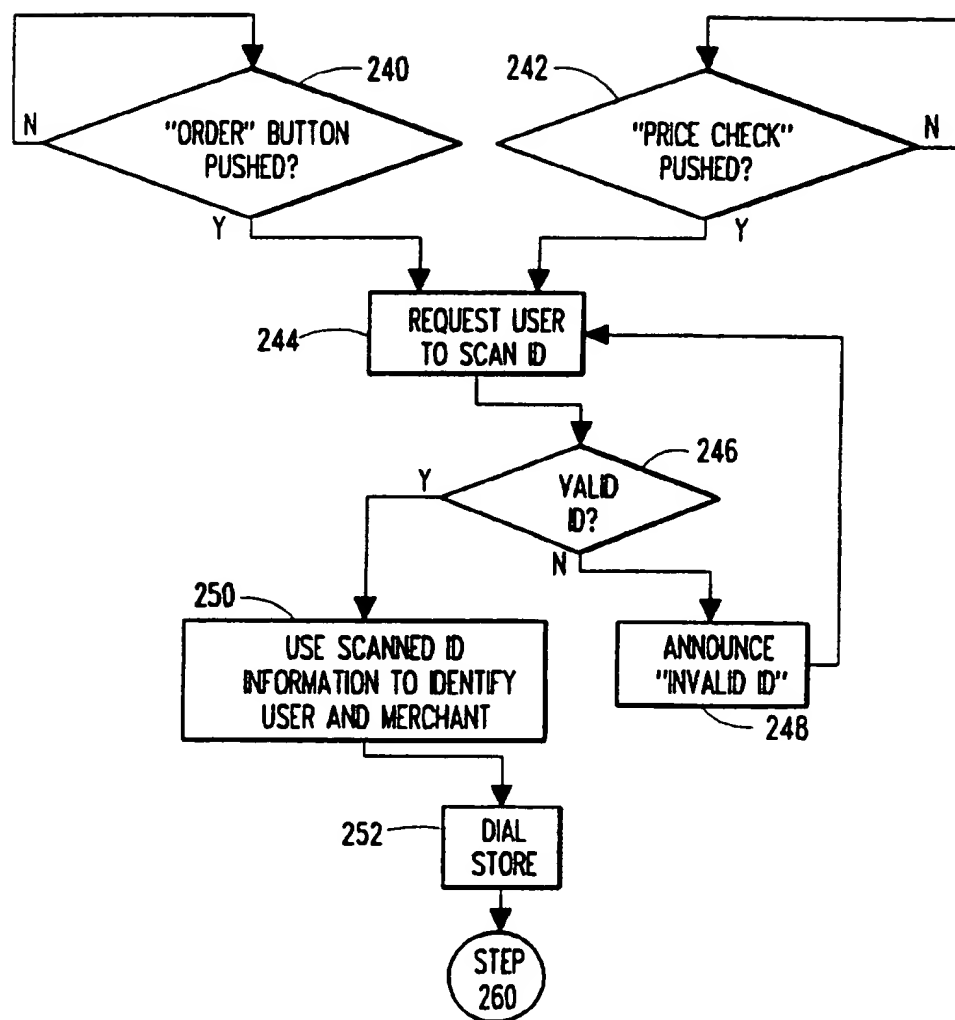 240
242
N
"ORDER" BUTTON
PUSHED?
"PRICE CHECK"
PUSHED?
N
Y
Y
244
REQUEST USER
TO SCAN ID
246
Y
VALID
ID?
N
250
USE SCANNED ID
INFORMATION TO IDENTIFY
USER AND MERCHANT
ANNOUNCE
"INVALID ID"
248
252
DIAL
STORE
STEP
260